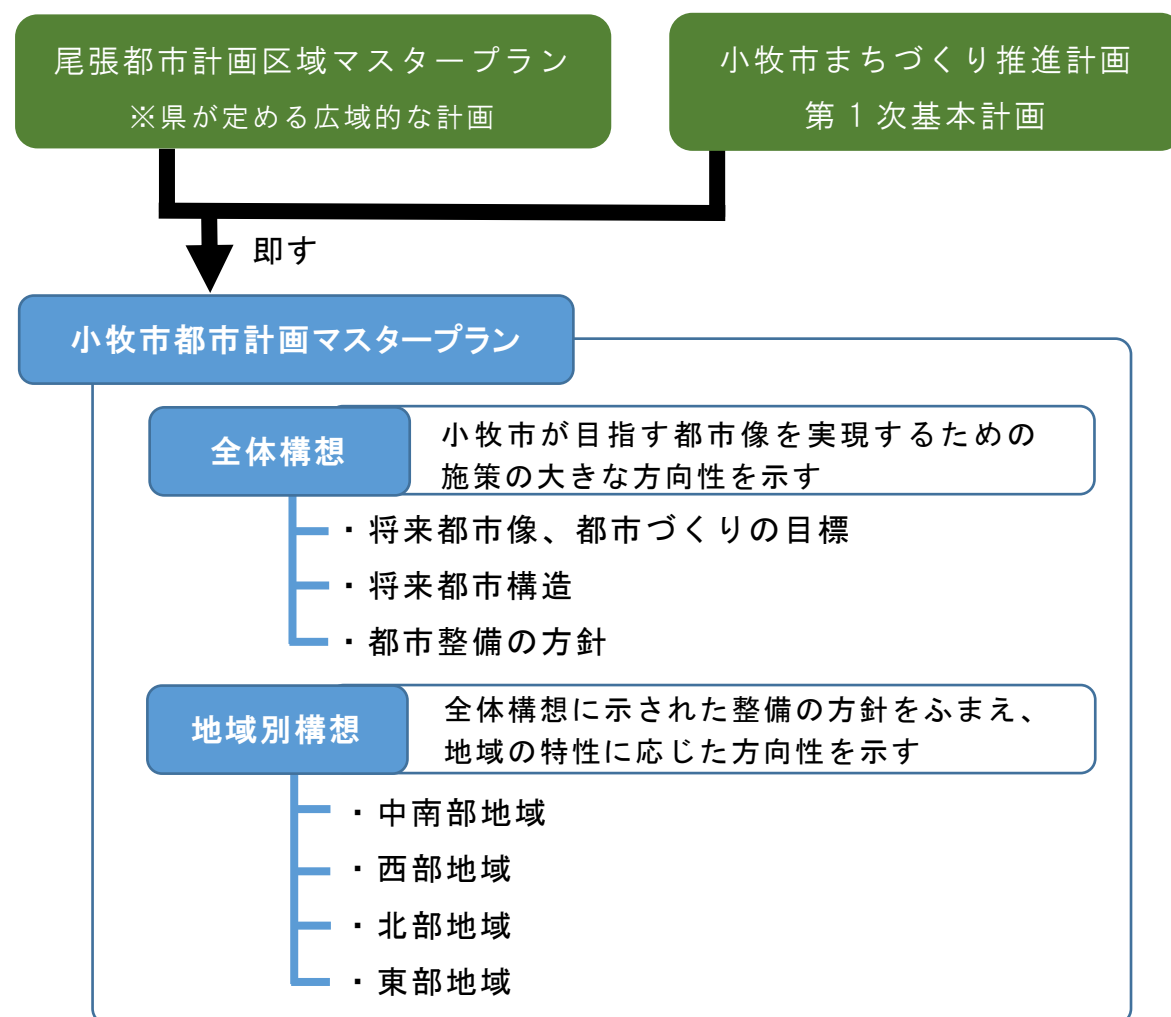 尾張都市計画区域マスタープラン
※県が定める広域的な計画
小牧市まちづくり推進計画
第1次基本計画
即す
小牧市都市計画マスタープラン
全体構想
小牧市が目指す都市像を実現するための
施策の大きな方向性を示す
・将来都市像、都市づくりの目標
・将来都市構造
・都市整備の方針
地域別構想
全体構想に示された整備の方針をふまえ、
地域の特性に応じた方向性を示す
・中南部地域
・西部地域
・北部地域
・東部地域